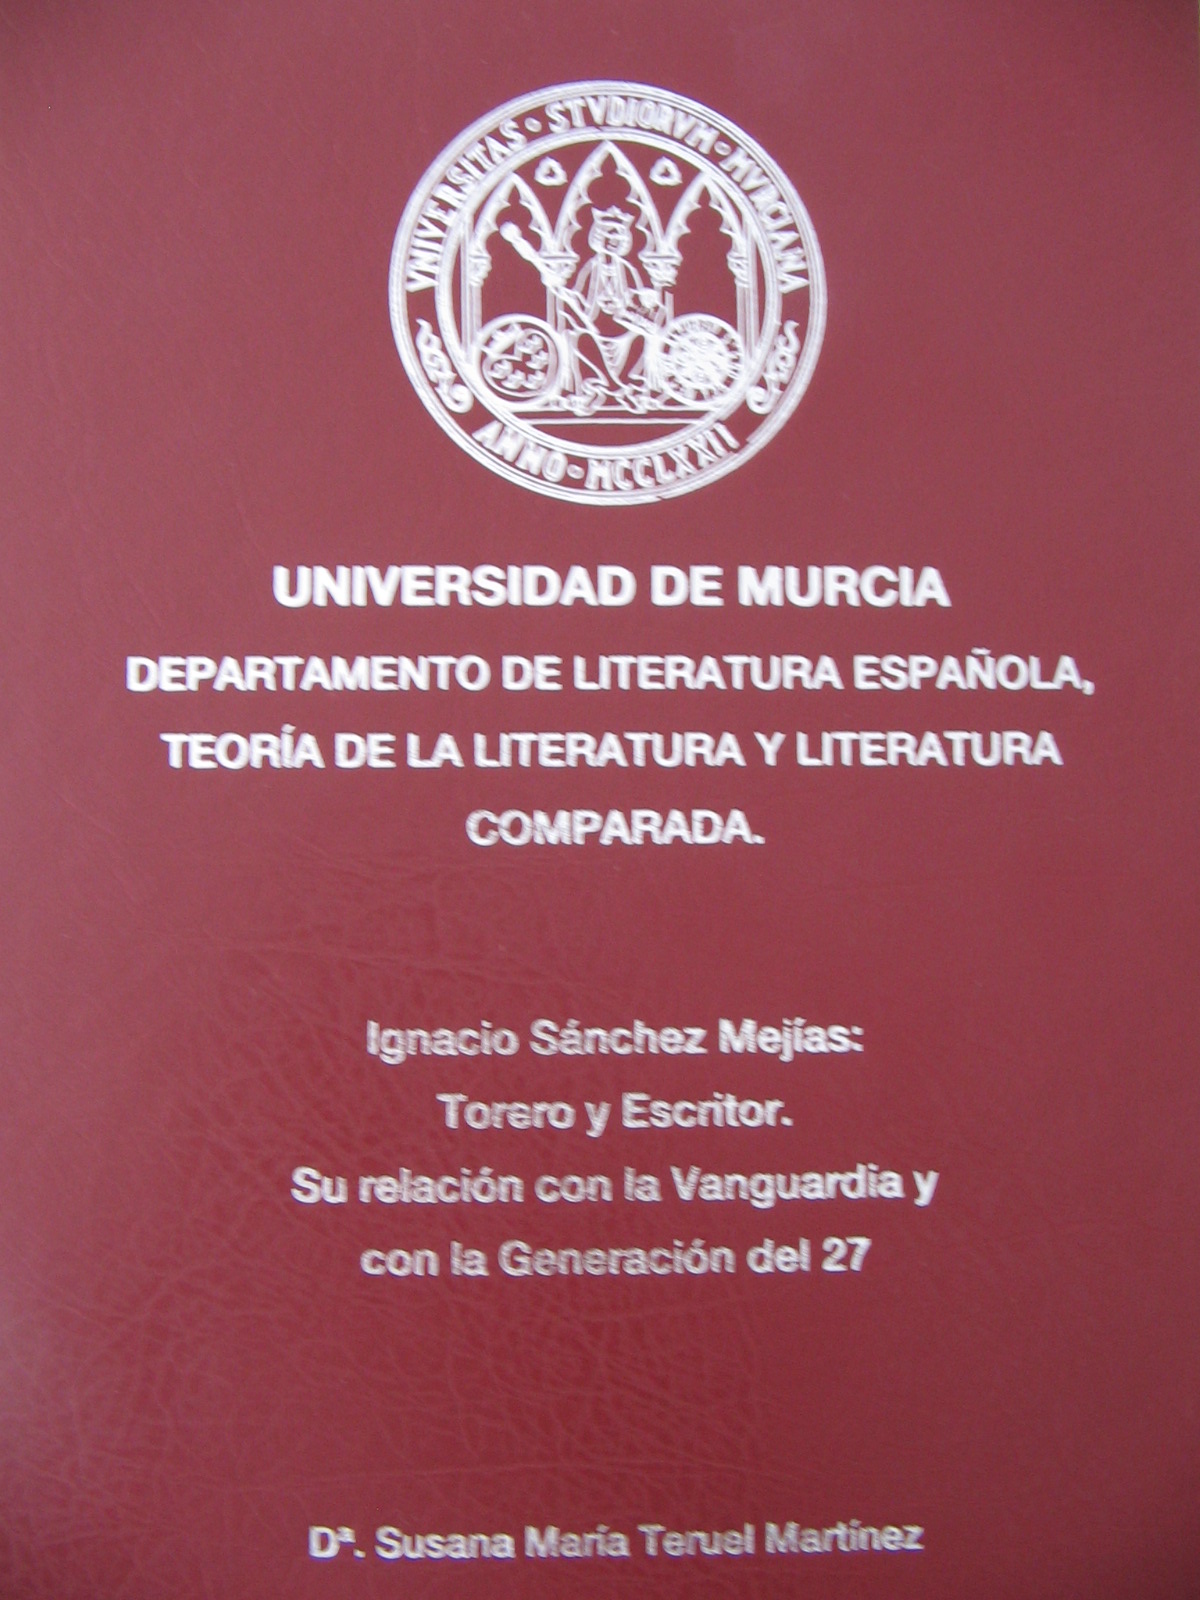 VNIVERSITAS · STVDIORVM · MVRCIANA
ANNO · MCCLXXII
UNIVERSIDAD DE MURCIA
DEPARTAMENTO DE LITERATURA ESPAÑOLA,
TEORÍA DE LA LITERATURA Y LITERATURA
COMPARADA.
Ignacio Sánchez Mejías:
Torero y Escritor.
Su relación con la Vanguardia y
con la Generación del 27
Dª. Susana María Teruel Martínez